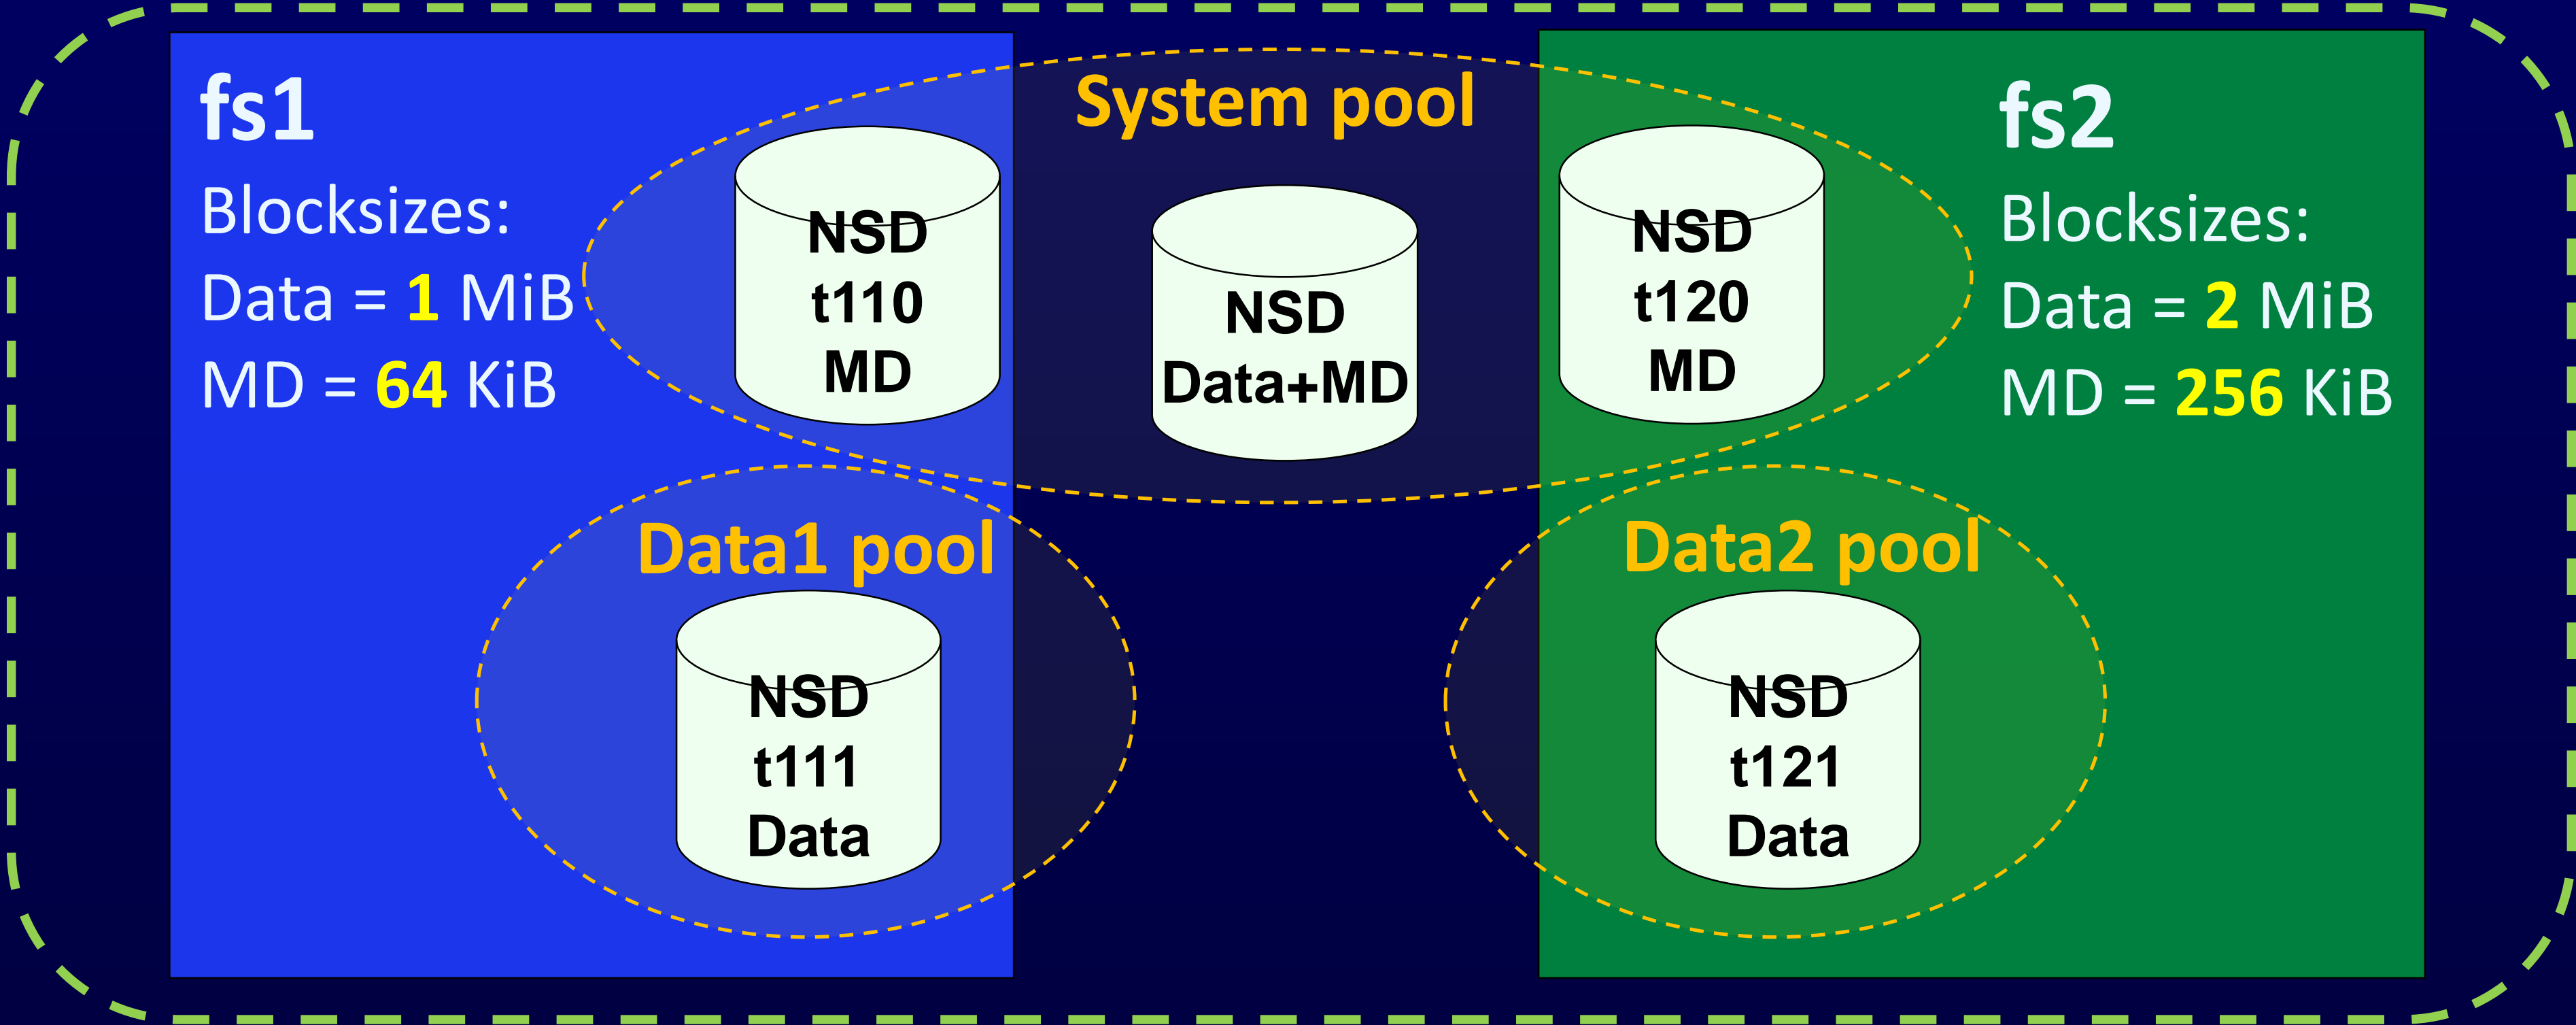 fs1
Blocksizes:
Data = 1 MiB
MD = 64 KiB
System pool
NSD
t110
MD
NSD
Data+MD
NSD
t120
MD
fs2
Blocksizes:
Data = 2 MiB
MD = 256 KiB
Data1 pool
NSD
t111
Data
Data2 pool
NSD
t121
Data